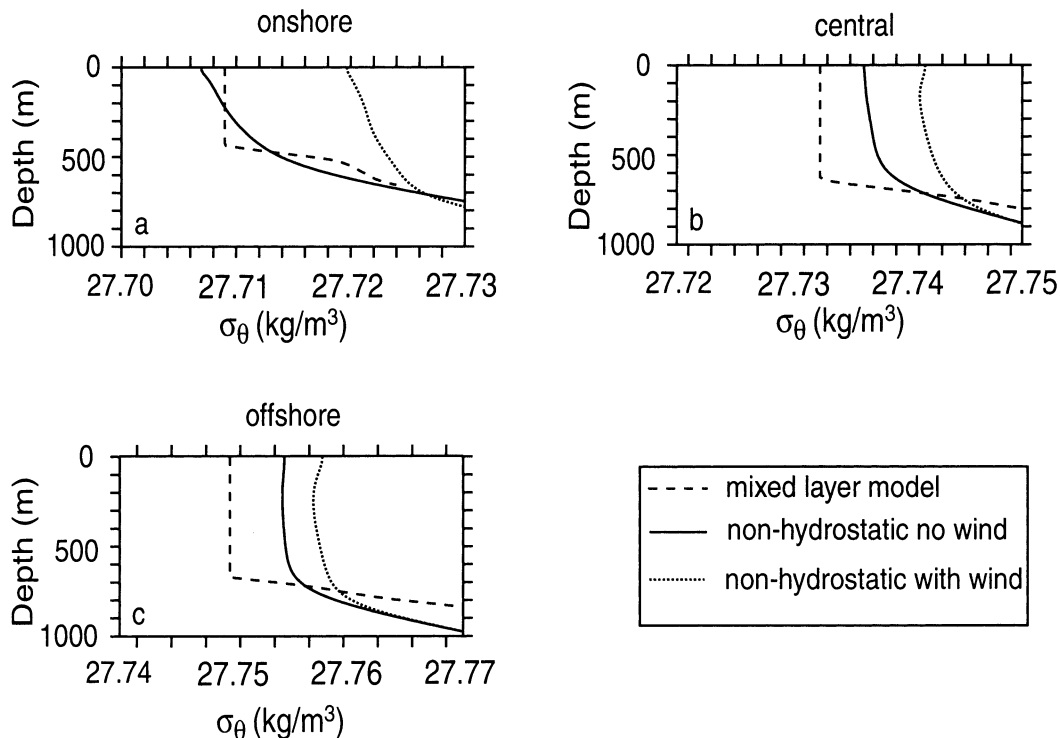 onshore
0
500
1000
Depth (m)
a
27.70 27.71 27.72 27.73
σθ (kg/m³)
central
0
500
1000
Depth (m)
b
27.72 27.73 27.74 27.75
σθ (kg/m³)
offshore
0
500
1000
Depth (m)
c
27.74 27.75 27.76 27.77
σθ (kg/m³)
mixed layer model
non-hydrostatic no wind
non-hydrostatic with wind